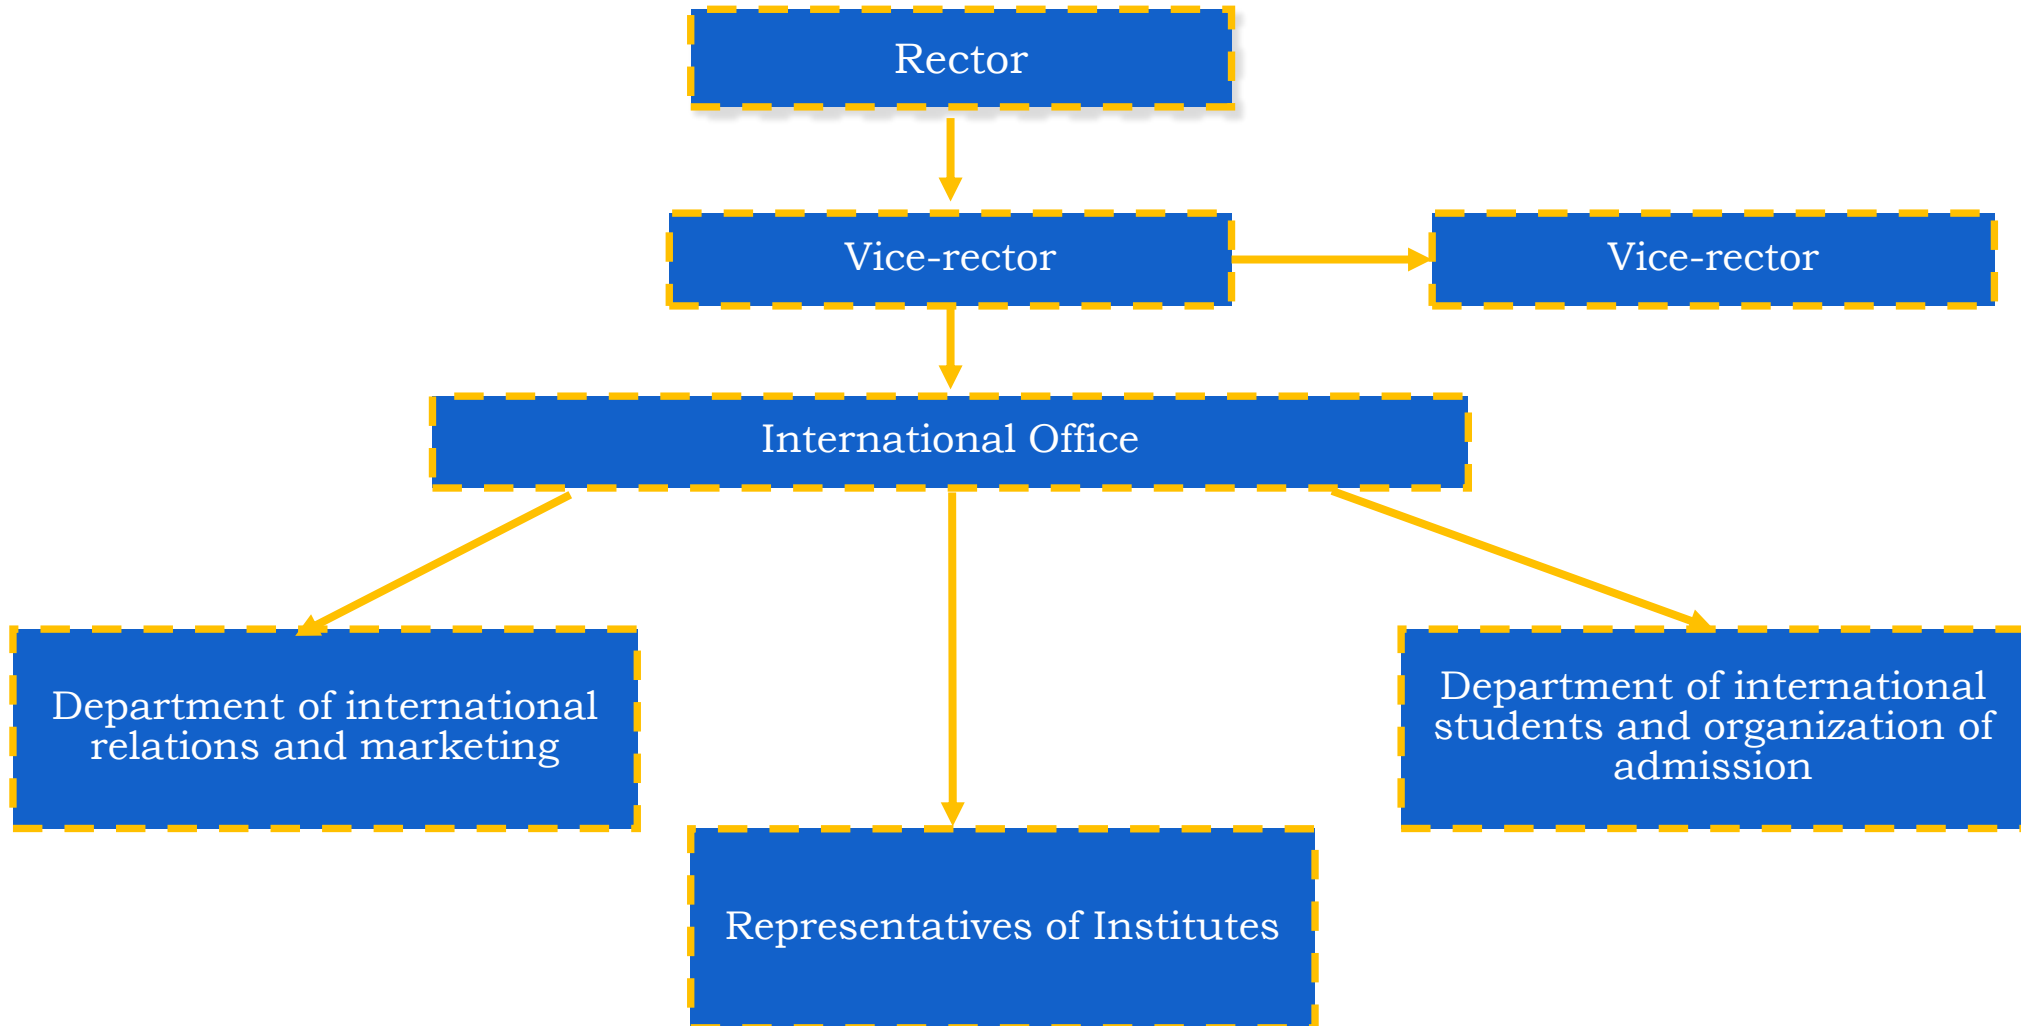 Rector
Vice-rector
Vice-rector
International Office
Department of international
relations and marketing
Department of international
students and organization of
admission
Representatives of Institutes